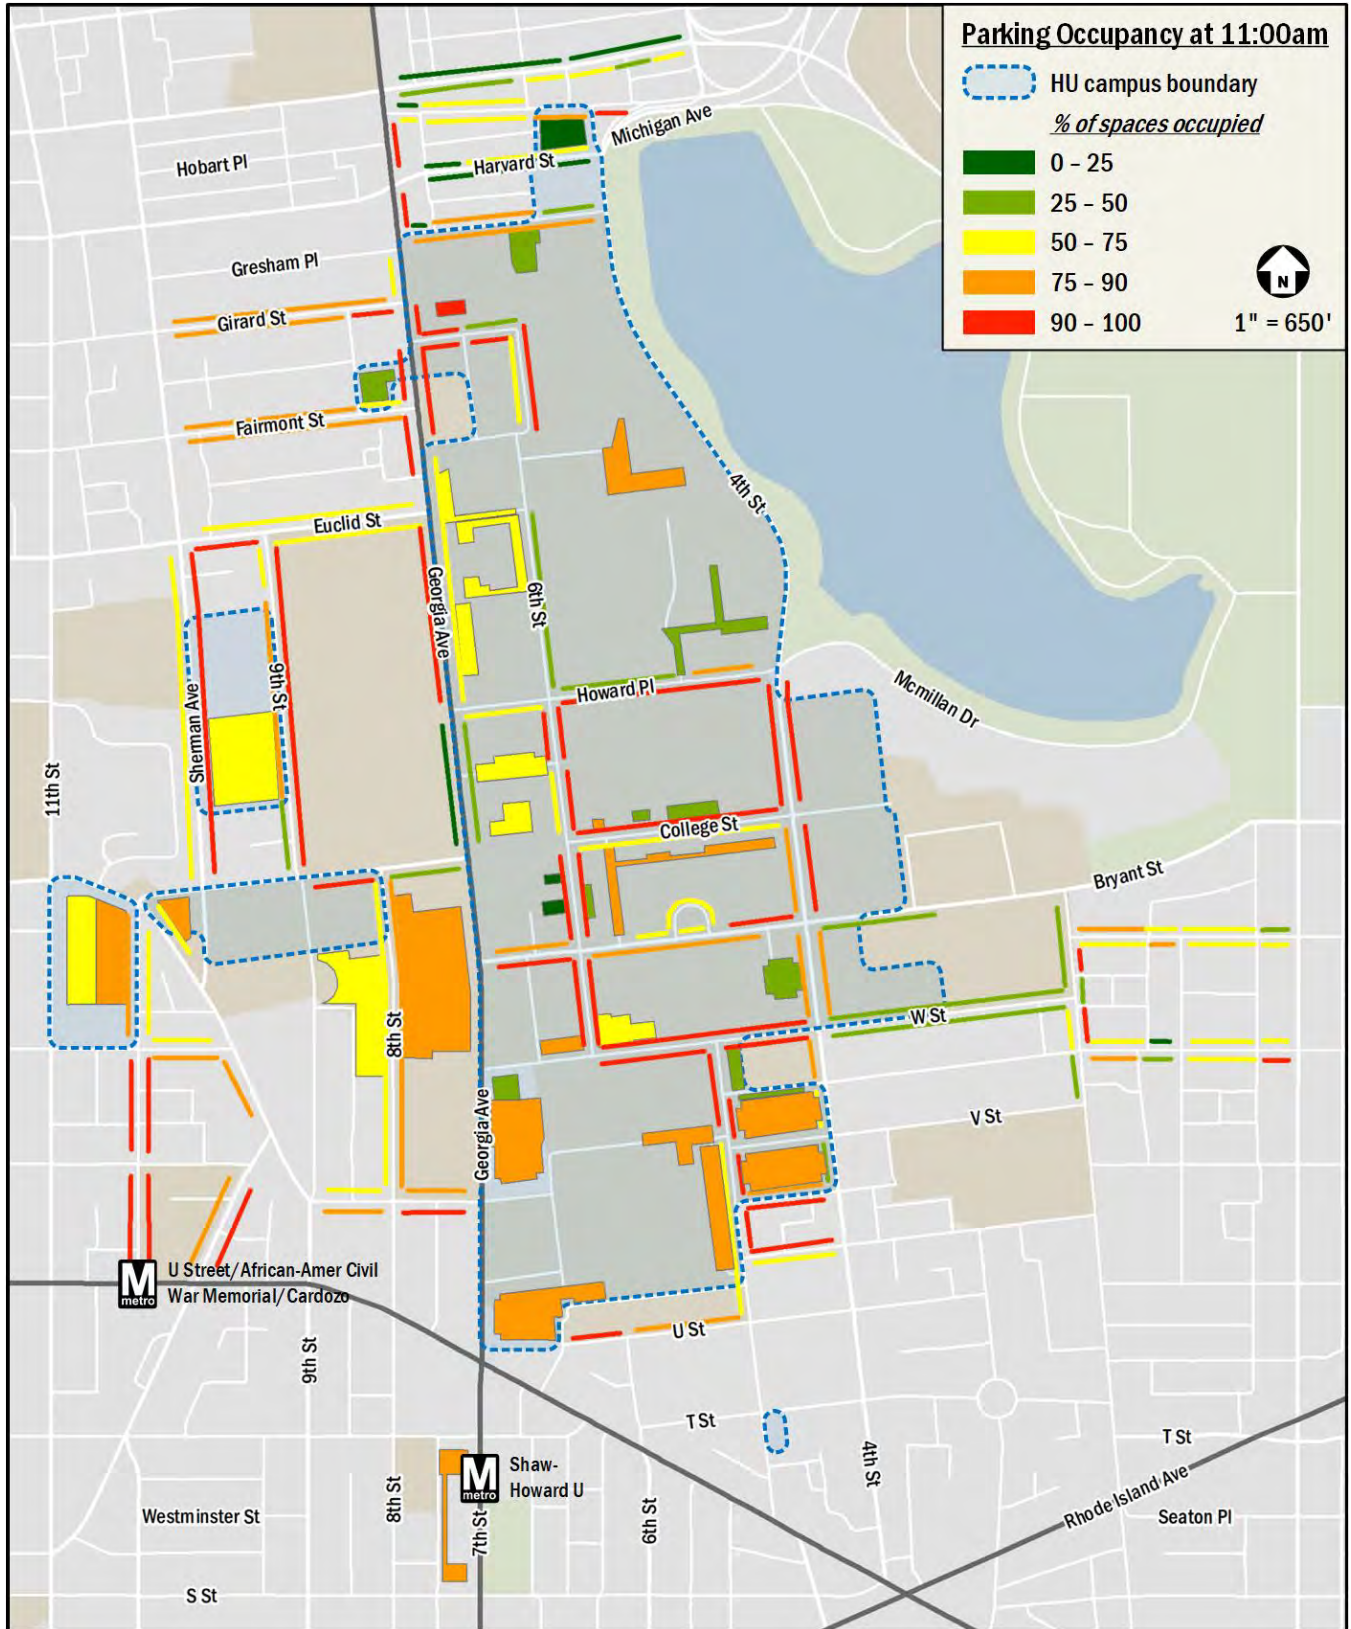 Parking Occupancy at 11:00am
HU campus boundary
% of spaces occupied
0 – 25
25 – 50
50 – 75
75 – 90
90 – 100
N
1" = 650'
Michigan Ave
Hobart Pl
Harvard St
Gresham Pl
Girard St
Fairmont St
4th St
Euclid St
Georgia Ave
6th St
9th St
Howard Pl
Mcmillan Dr
Sherman Ave
11th St
College St
Bryant St
W St
8th St
Georgia Ave
V St
M
metro
U Street/African-Amer Civil
War Memorial/Cardozo
U St
9th St
T St
T St
4th St
M
metro
Shaw-
Howard U
8th St
7th St
6th St
Rhode Island Ave
Westminster St
Seaton Pl
S St